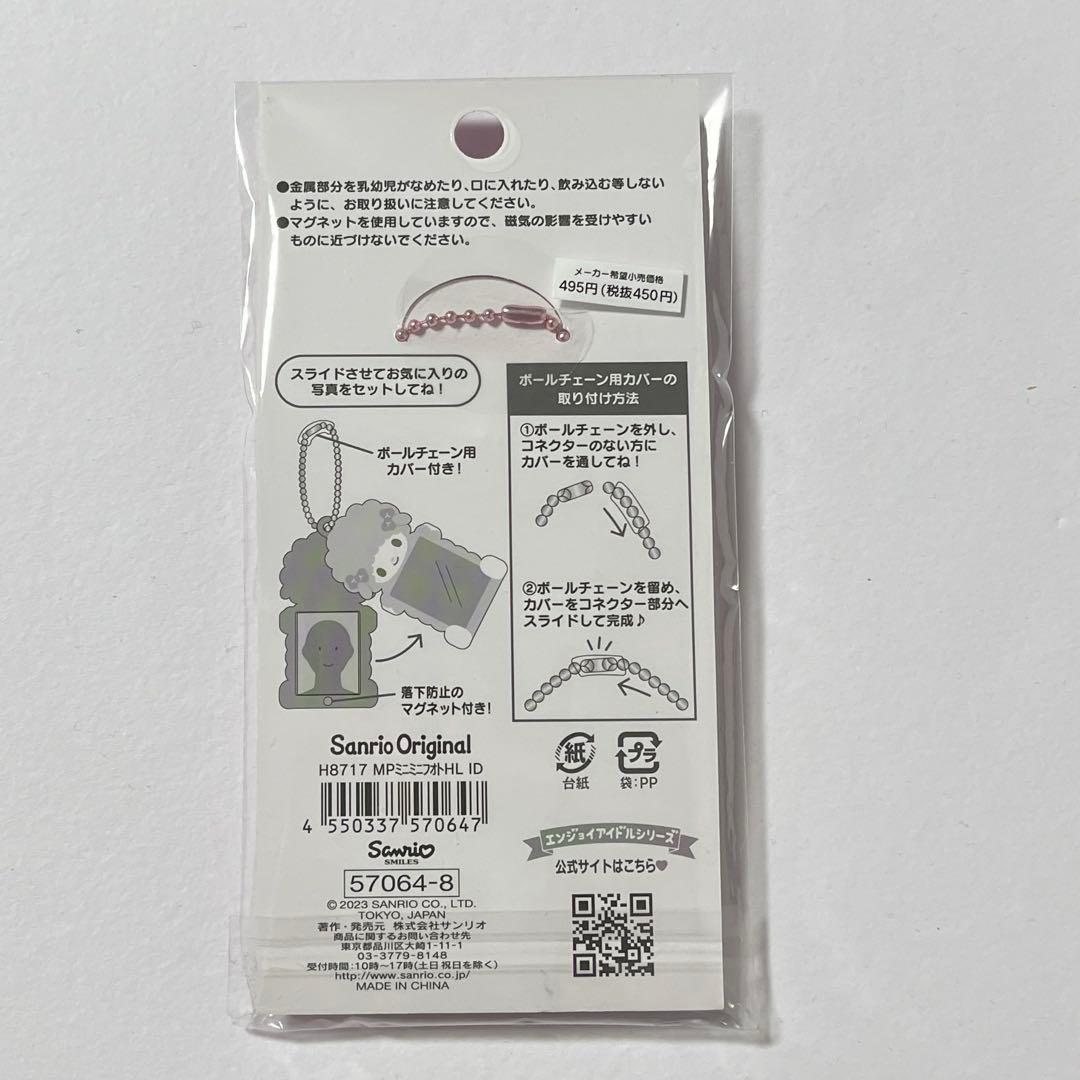 ●金属部分を乳幼児がなめたり、口に入れたり、飲み込む等しない
ように、お取り扱いに注意してください。
●マグネットを使用していますので、磁気の影響を受けやすい
ものに近づけないでください。
メーカー希望小売価格
495円(税抜450円)
スライドさせてお気に入りの
写真をセットしてね!
ボールチェーン用
カバー付き!
落下防止の
マグネット付き!
ボールチェーン用カバーの
取り付け方法
①ボールチェーンを外し、
コネクターのない方に
カバーを通してね!
②ボールチェーンを留め、
カバーをコネクター部分へ
スライドして完成♪
Sanrio Original
H8717 MPミニミニフォトHL ID
4 550337 570647
Sanrio
SMILES
57064-8
© 2023 SANRIO CO., LTD.
TOKYO, JAPAN
著作・発売元 株式会社サンリオ
商品に関するお問い合わせ先
東京都品川区大崎1-11-1
03-3779-8148
受付時間:10時〜17時(土日祝日を除く)
http://www.sanrio.co.jp/
MADE IN CHINA
紙
台紙
プラ
袋:PP
エンジョイアイドルシリーズ
公式サイトはこちら♥